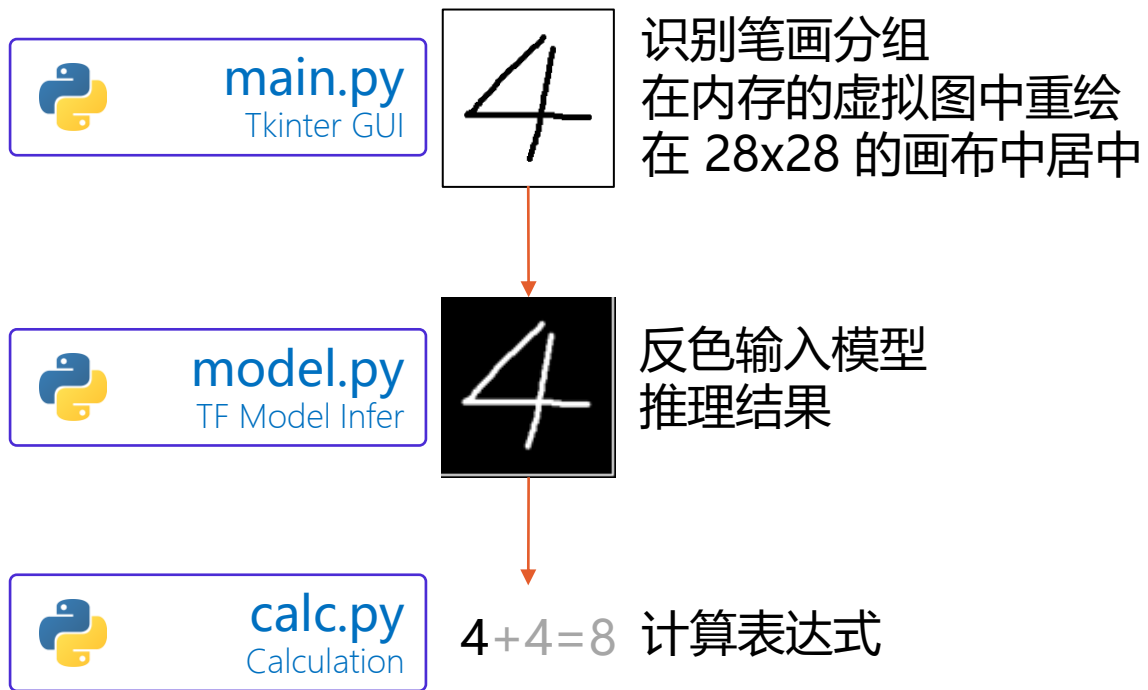 main.py
Tkinter GUI
4
识别笔画分组
在内存的虚拟图中重绘
在 28x28 的画布中居中
model.py
TF Model Infer
4
反色输入模型
推理结果
calc.py
Calculation
4+4=8
计算表达式